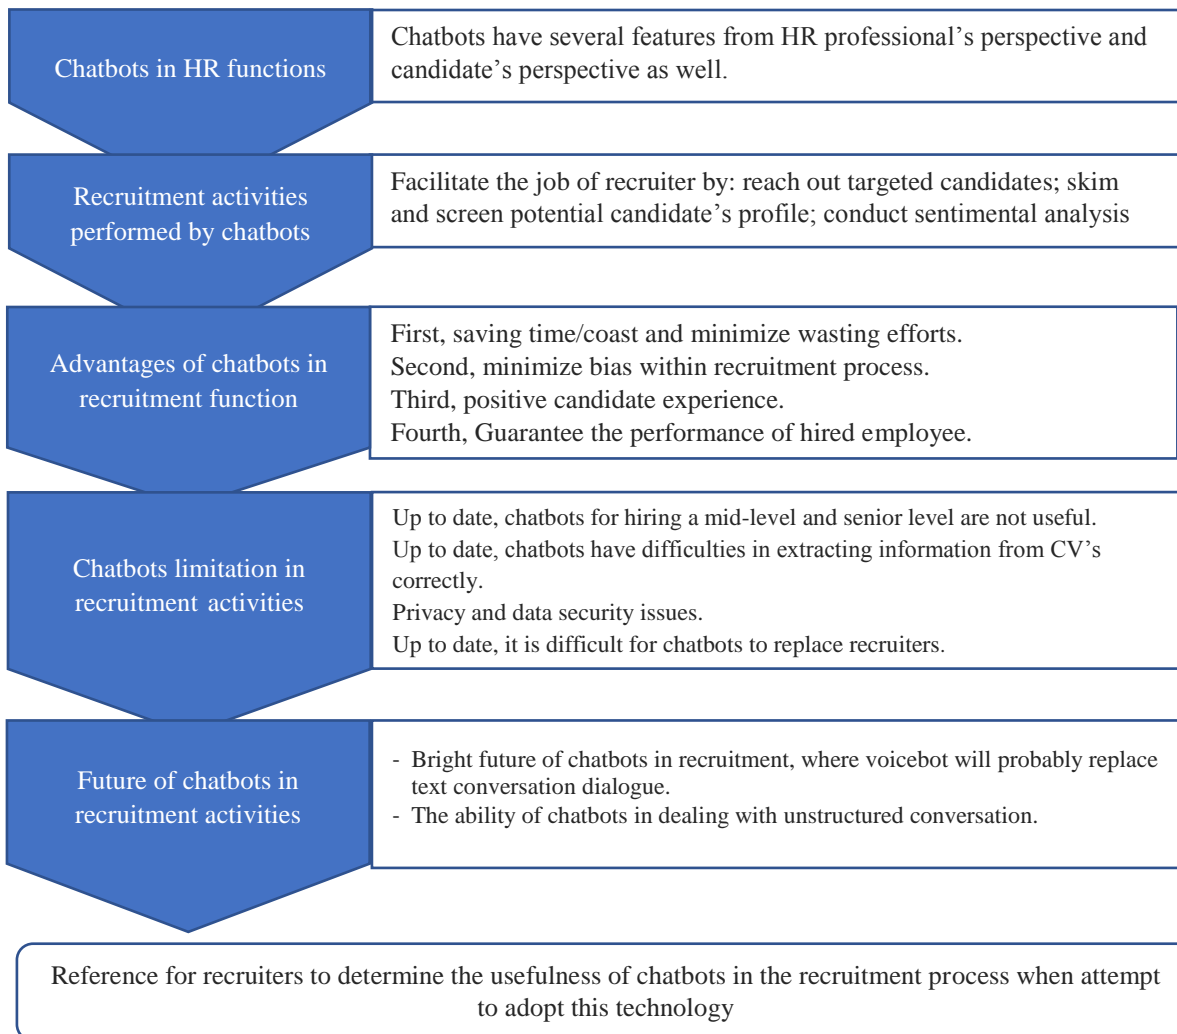 Chatbots in HR functions
Chatbots have several features from HR professional’s perspective and
candidate’s perspective as well.
Recruitment activities
performed by chatbots
Facilitate the job of recruiter by: reach out targeted candidates; skim
and screen potential candidate’s profile; conduct sentimental analysis
Advantages of chatbots in
recruitment function
First, saving time/coast and minimize wasting efforts.
Second, minimize bias within recruitment process.
Third, positive candidate experience.
Fourth, Guarantee the performance of hired employee.
Chatbots limitation in
recruitment activities
Up to date, chatbots for hiring a mid-level and senior level are not useful.
Up to date, chatbots have difficulties in extracting information from CV’s
correctly.
Privacy and data security issues.
Up to date, it is difficult for chatbots to replace recruiters.
Future of chatbots in
recruitment activities
- Bright future of chatbots in recruitment, where voicebot will probably replace
text conversation dialogue.
- The ability of chatbots in dealing with unstructured conversation.
Reference for recruiters to determine the usefulness of chatbots in the recruitment process when attempt
to adopt this technology